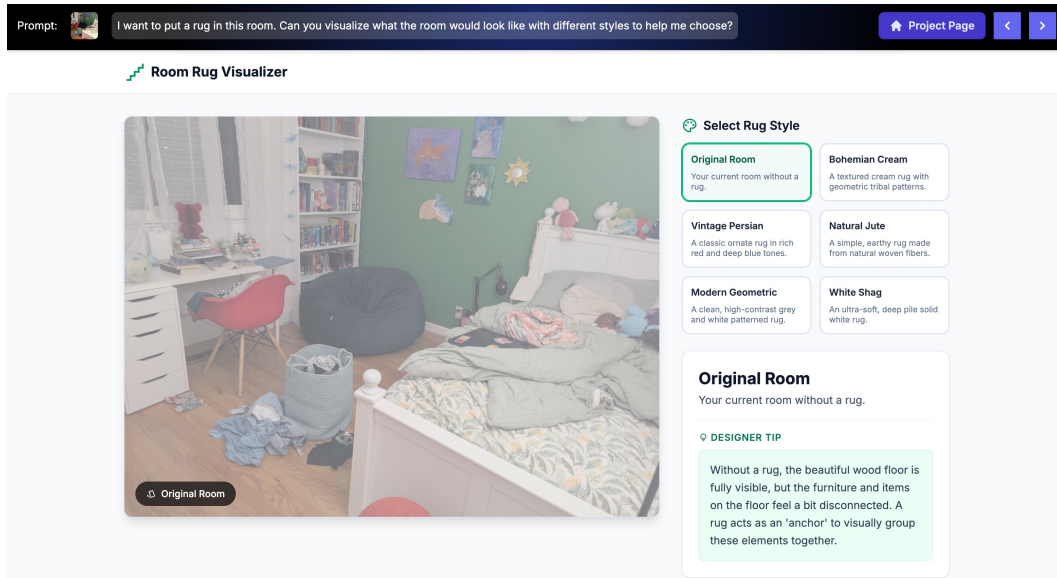 Prompt:
I want to put a rug in this room. Can you visualize what the room would look like with different styles to help me choose?
Project Page
Room Rug Visualizer
Select Rug Style
Original Room
Your current room without a
rug.
Bohemian Cream
A textured cream rug with
geometric tribal patterns.
Vintage Persian
A classic ornate rug in rich
red and deep blue tones.
Natural Jute
A simple, earthy rug made
from natural woven fibers.
Modern Geometric
A clean, high-contrast grey
and white patterned rug.
White Shag
An ultra-soft, deep pile solid
white rug.
Original Room
Original Room
Your current room without a rug.
DESIGNER TIP
Without a rug, the beautiful wood floor is
fully visible, but the furniture and items
on the floor feel a bit disconnected. A
rug acts as an 'anchor' to visually group
these elements together.